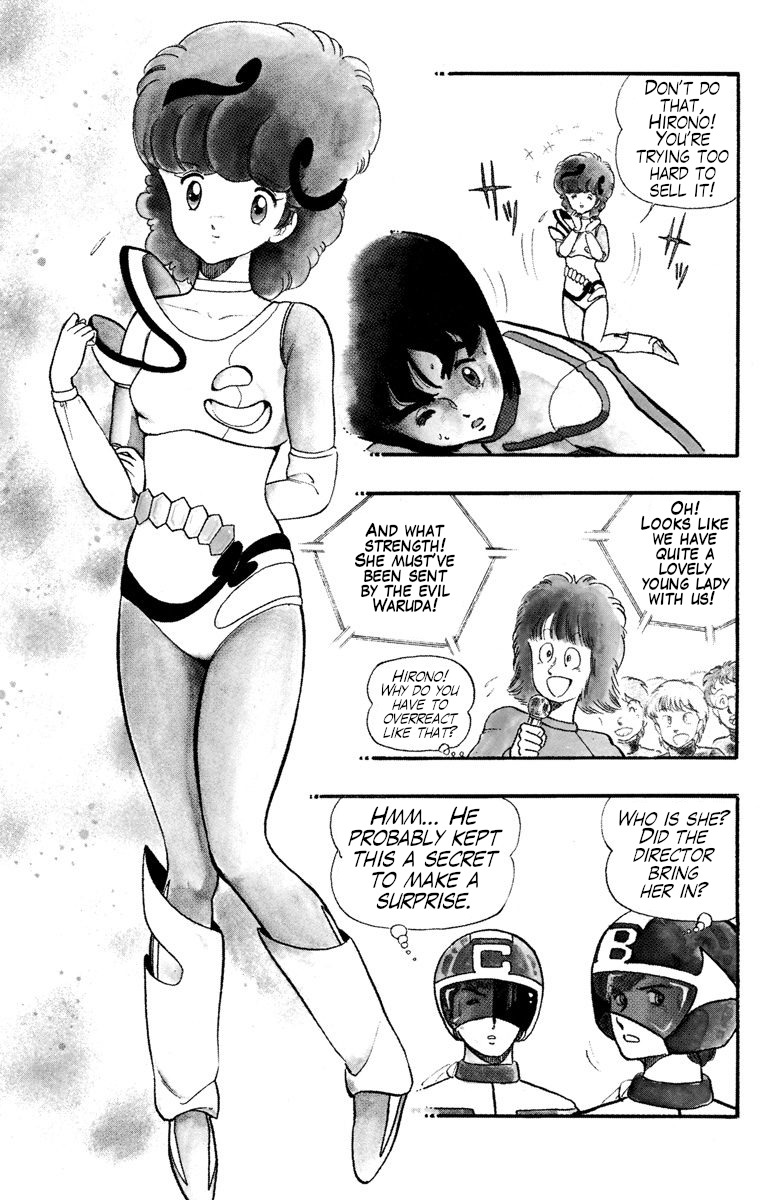 DON'T DO
THAT,
HIRONO!
YOU'RE
TRYING TOO
HARD TO
SELL IT!
OH!
LOOKS LIKE
WE HAVE
QUITE A
LOVELY
YOUNG LADY
WITH US!
AND WHAT
STRENGTH!
SHE MUST'VE
BEEN SENT
BY THE EVIL
WARUDA!
HIRONO!
WHY DO YOU
HAVE TO
OVERREACT
LIKE THAT?
WHO IS SHE?
DID THE
DIRECTOR
BRING
HER IN?
HMM... HE
PROBABLY KEPT
THIS A SECRET
TO MAKE A
SURPRISE.
C
B